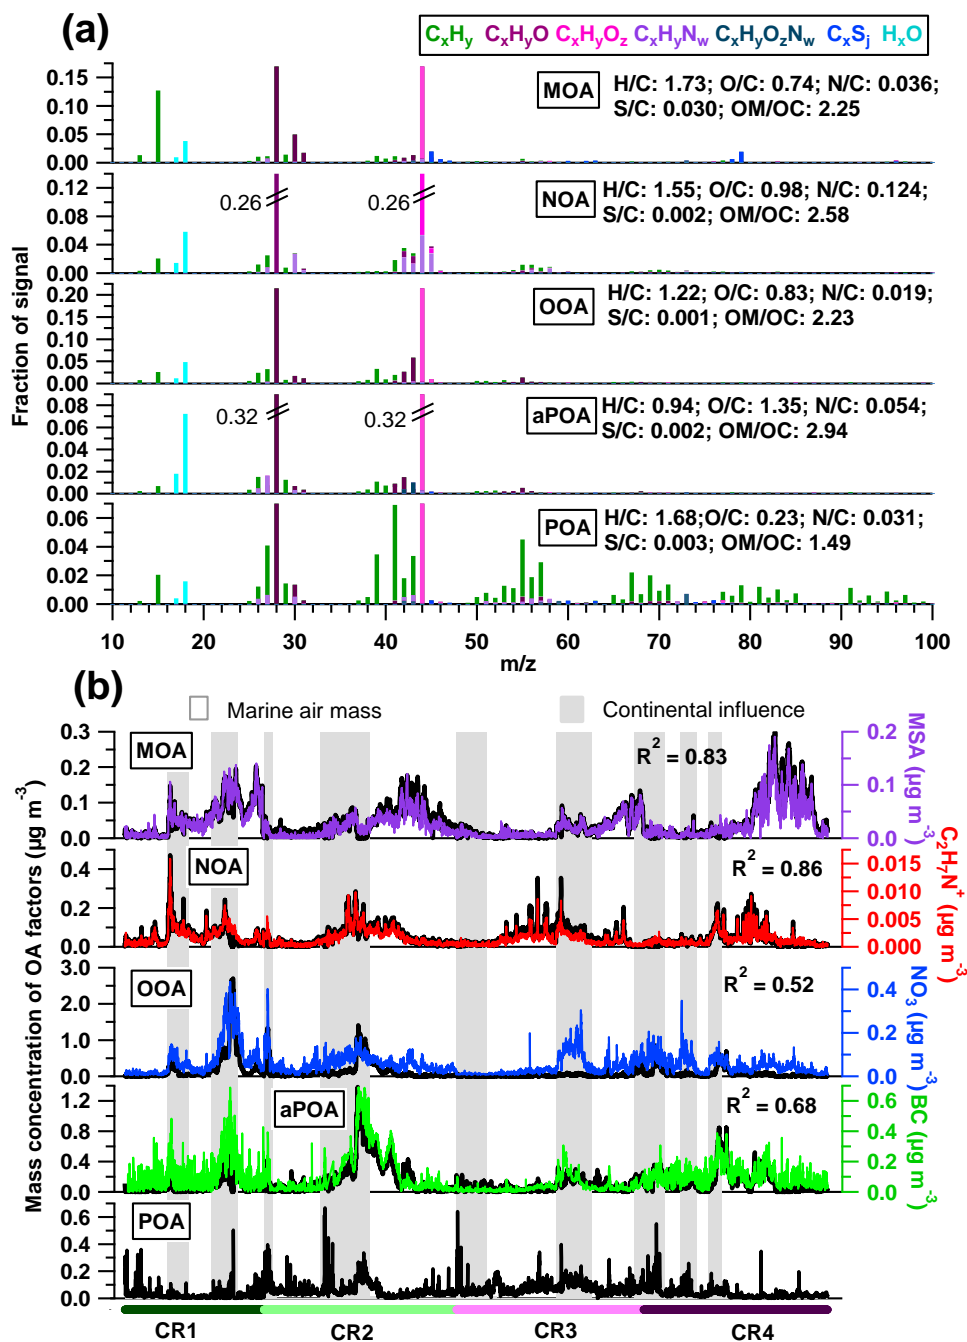 (a)
CxHy CxHyO CxHyOz CxHyNw CxHyOzNw CxSj HxO
Fraction of signal
0.15
0.10
0.05
0.00
MOA
H/C: 1.73; O/C: 0.74; N/C: 0.036;
S/C: 0.030; OM/OC: 2.25
0.12
0.08
0.04
0.00
0.26
0.26
NOA
H/C: 1.55; O/C: 0.98; N/C: 0.124;
S/C: 0.002; OM/OC: 2.58
0.20
0.15
0.10
0.05
0.00
OOA
H/C: 1.22; O/C: 0.83; N/C: 0.019;
S/C: 0.001; OM/OC: 2.23
0.08
0.06
0.04
0.02
0.00
0.32
0.32
aPOA
H/C: 0.94; O/C: 1.35; N/C: 0.054;
S/C: 0.002; OM/OC: 2.94
0.06
0.04
0.02
0.00
POA
H/C: 1.68;O/C: 0.23; N/C: 0.031;
S/C: 0.003; OM/OC: 1.49
10 20 30 40 50 60 70 80 90 100
m/z
(b)
Marine air mass
Continental influence
Mass concentration of OA factors (µg m⁻³)
0.3
0.2
0.1
0.0
MOA
R² = 0.83
0.2
0.1
0.0
MSA (µg m⁻³)
0.4
0.2
0.0
NOA
R² = 0.86
0.015
0.010
0.005
0.000
C₂H₇N⁺ (µg m⁻³)
3.0
2.0
1.0
0.0
OOA
R² = 0.52
0.4
0.2
0.0
NO₃ (µg m⁻³)
1.2
0.8
0.4
0.0
aPOA
R² = 0.68
0.6
0.4
0.2
0.0
BC (µg m⁻³)
0.6
0.4
0.2
0.0
POA
CR1 CR2 CR3 CR4